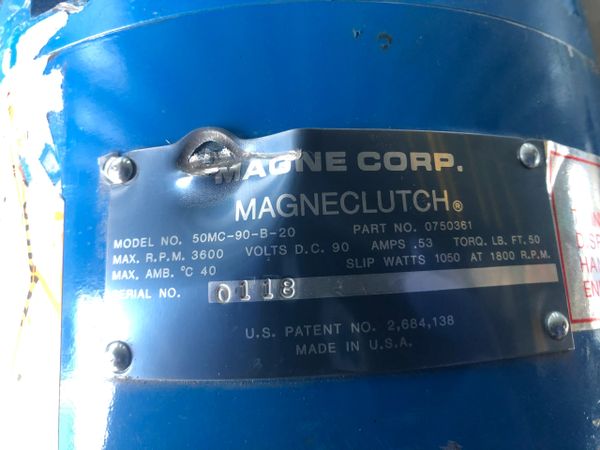 MAGNE CORP.
MAGNECLUTCH®
MODEL NO. 50MC-90-B-20 PART NO. 0750361
MAX. R.P.M. 3600 VOLTS D.C. 90 AMPS .53 TORQ. LB. FT. 50
MAX. AMB. °C 40 SLIP WATTS 1050 AT 1800 R.P.M.
SERIAL NO. 0118
U.S. PATENT NO. 2,684,138
MADE IN U.S.A.